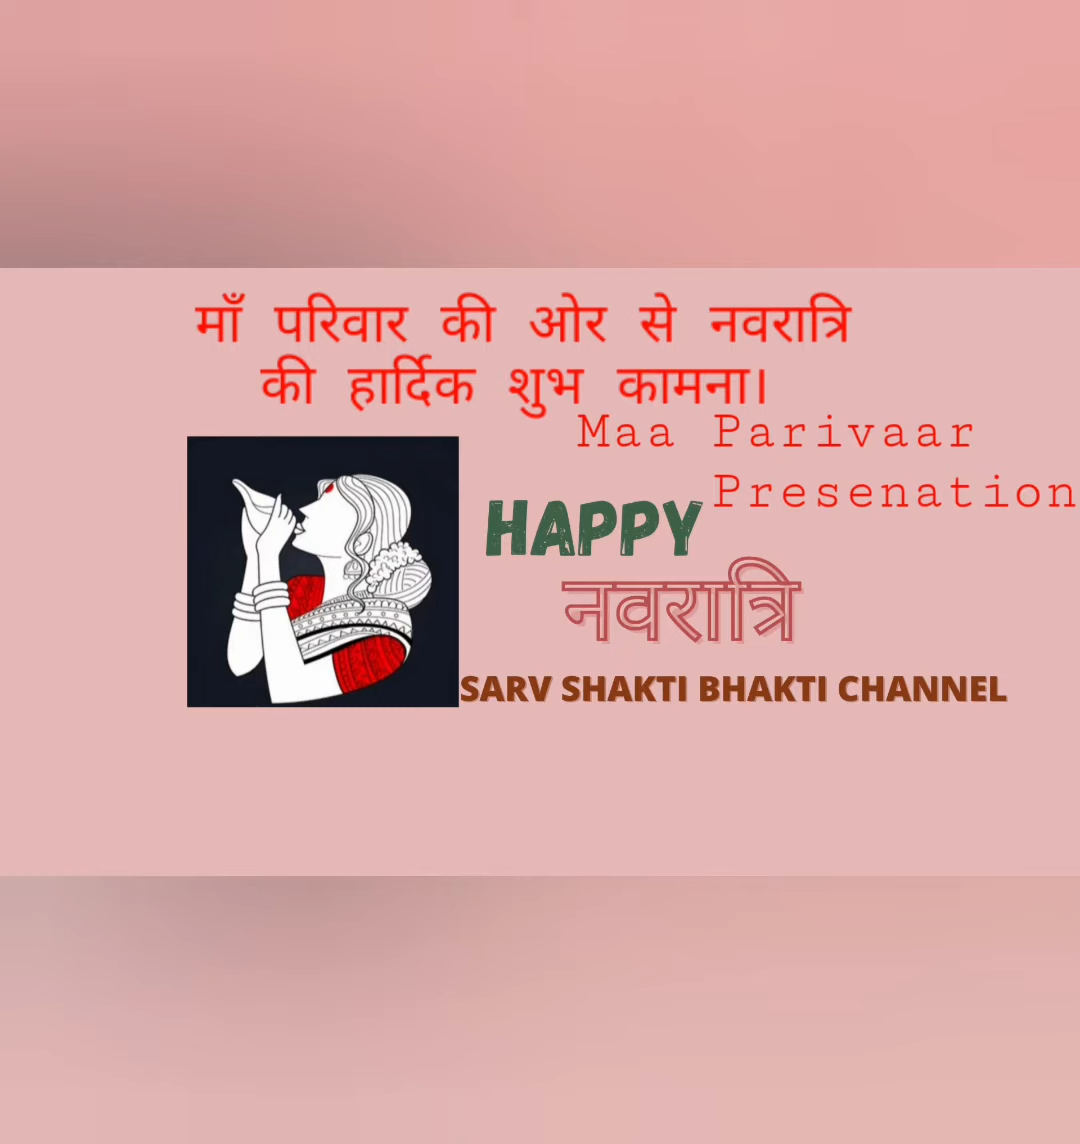 माँ परिवार की ओर से नवरात्रि
की हार्दिक शुभ कामना।
Maa Parivaar
Presenation
HAPPY
नवरात्रि
SARV SHAKTI BHAKTI CHANNEL